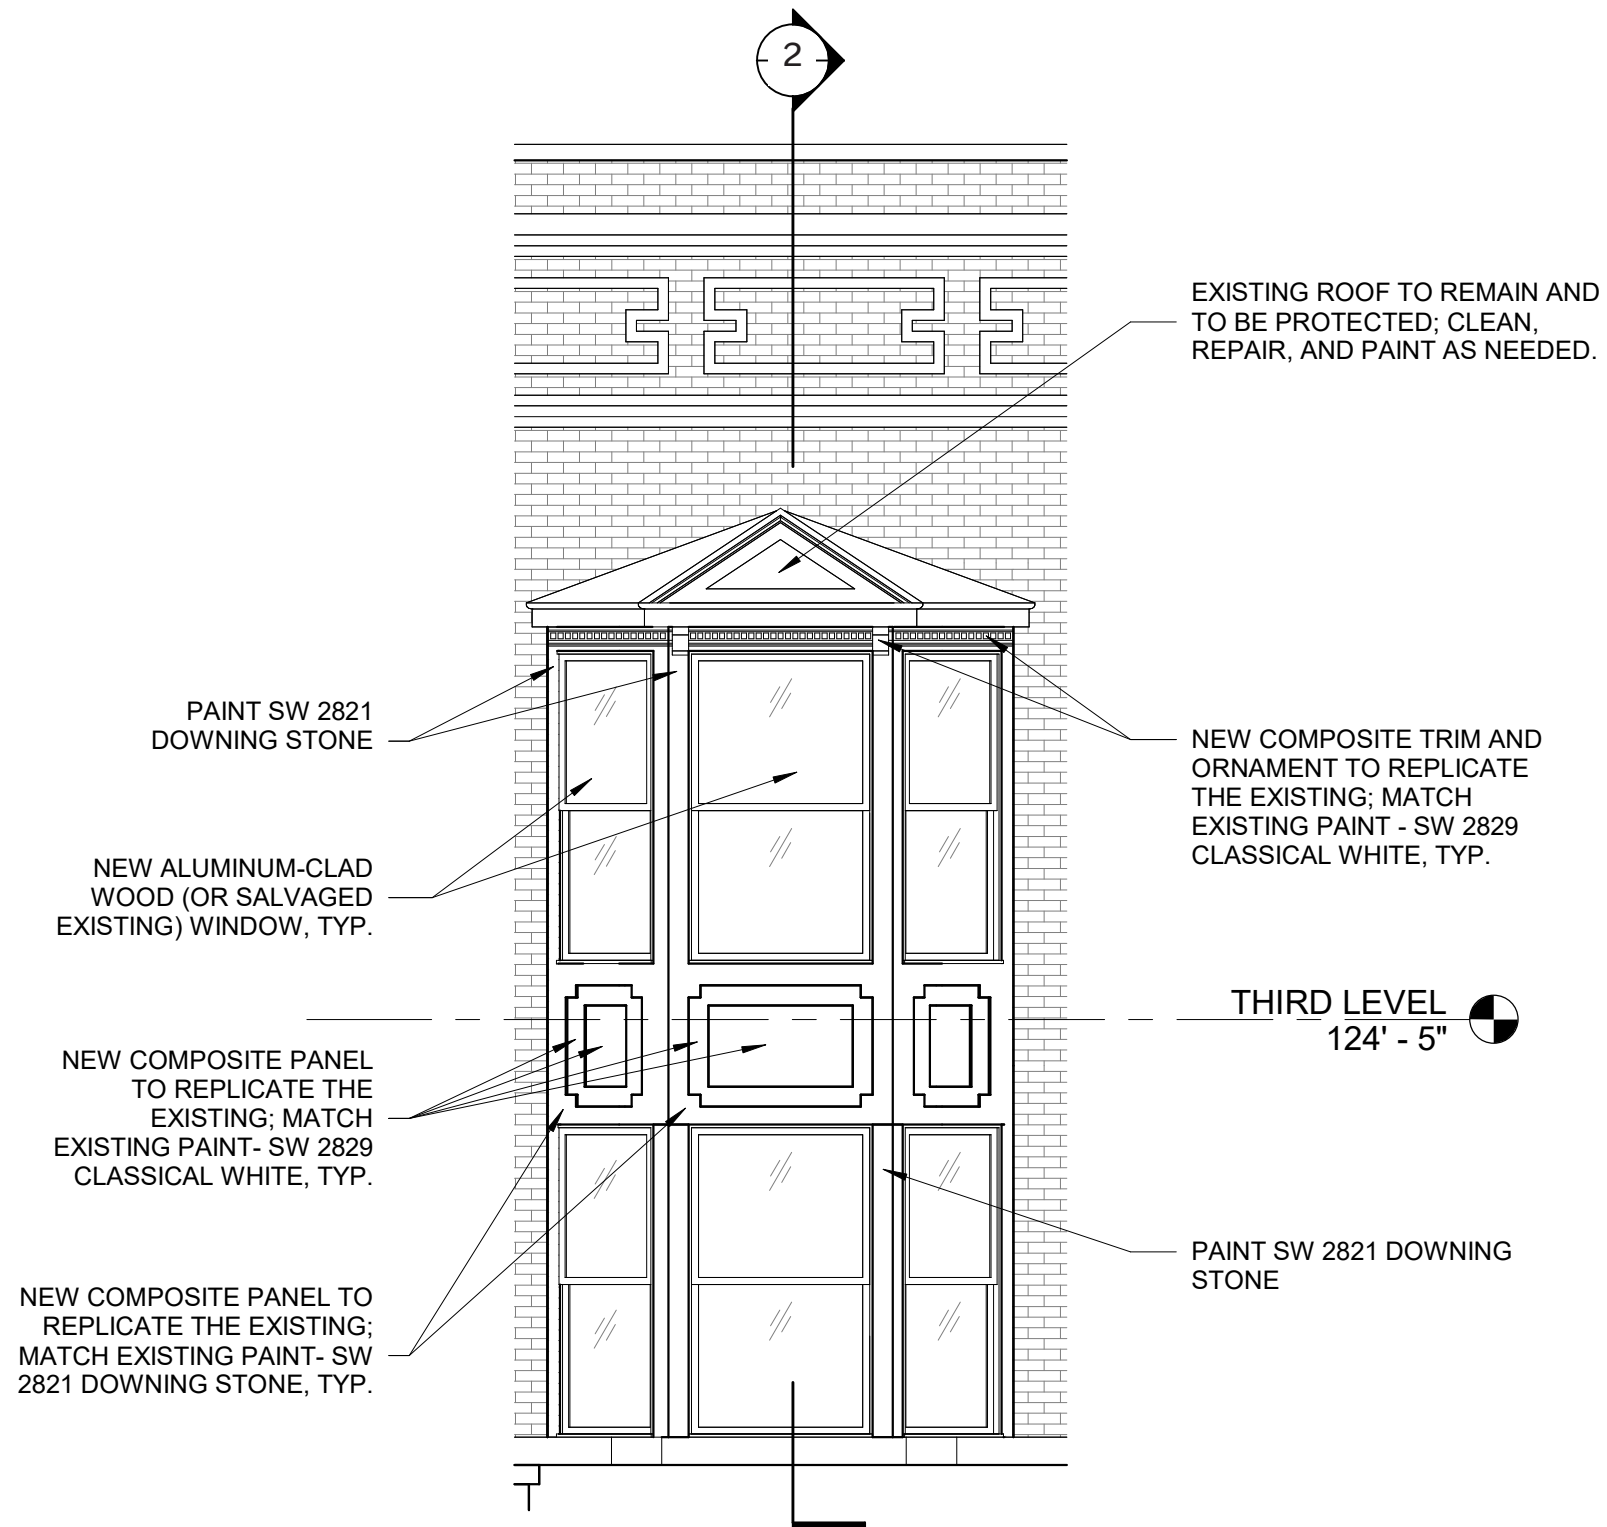 2
EXISTING ROOF TO REMAIN AND
TO BE PROTECTED; CLEAN,
REPAIR, AND PAINT AS NEEDED.
PAINT SW 2821
DOWNING STONE
NEW COMPOSITE TRIM AND
ORNAMENT TO REPLICATE
THE EXISTING; MATCH
EXISTING PAINT - SW 2829
CLASSICAL WHITE, TYP.
NEW ALUMINUM-CLAD
WOOD (OR SALVAGED
EXISTING) WINDOW, TYP.
THIRD LEVEL
124' - 5"
NEW COMPOSITE PANEL
TO REPLICATE THE
EXISTING; MATCH
EXISTING PAINT- SW 2829
CLASSICAL WHITE, TYP.
PAINT SW 2821 DOWNING
STONE
NEW COMPOSITE PANEL TO
REPLICATE THE EXISTING;
MATCH EXISTING PAINT- SW
2821 DOWNING STONE, TYP.